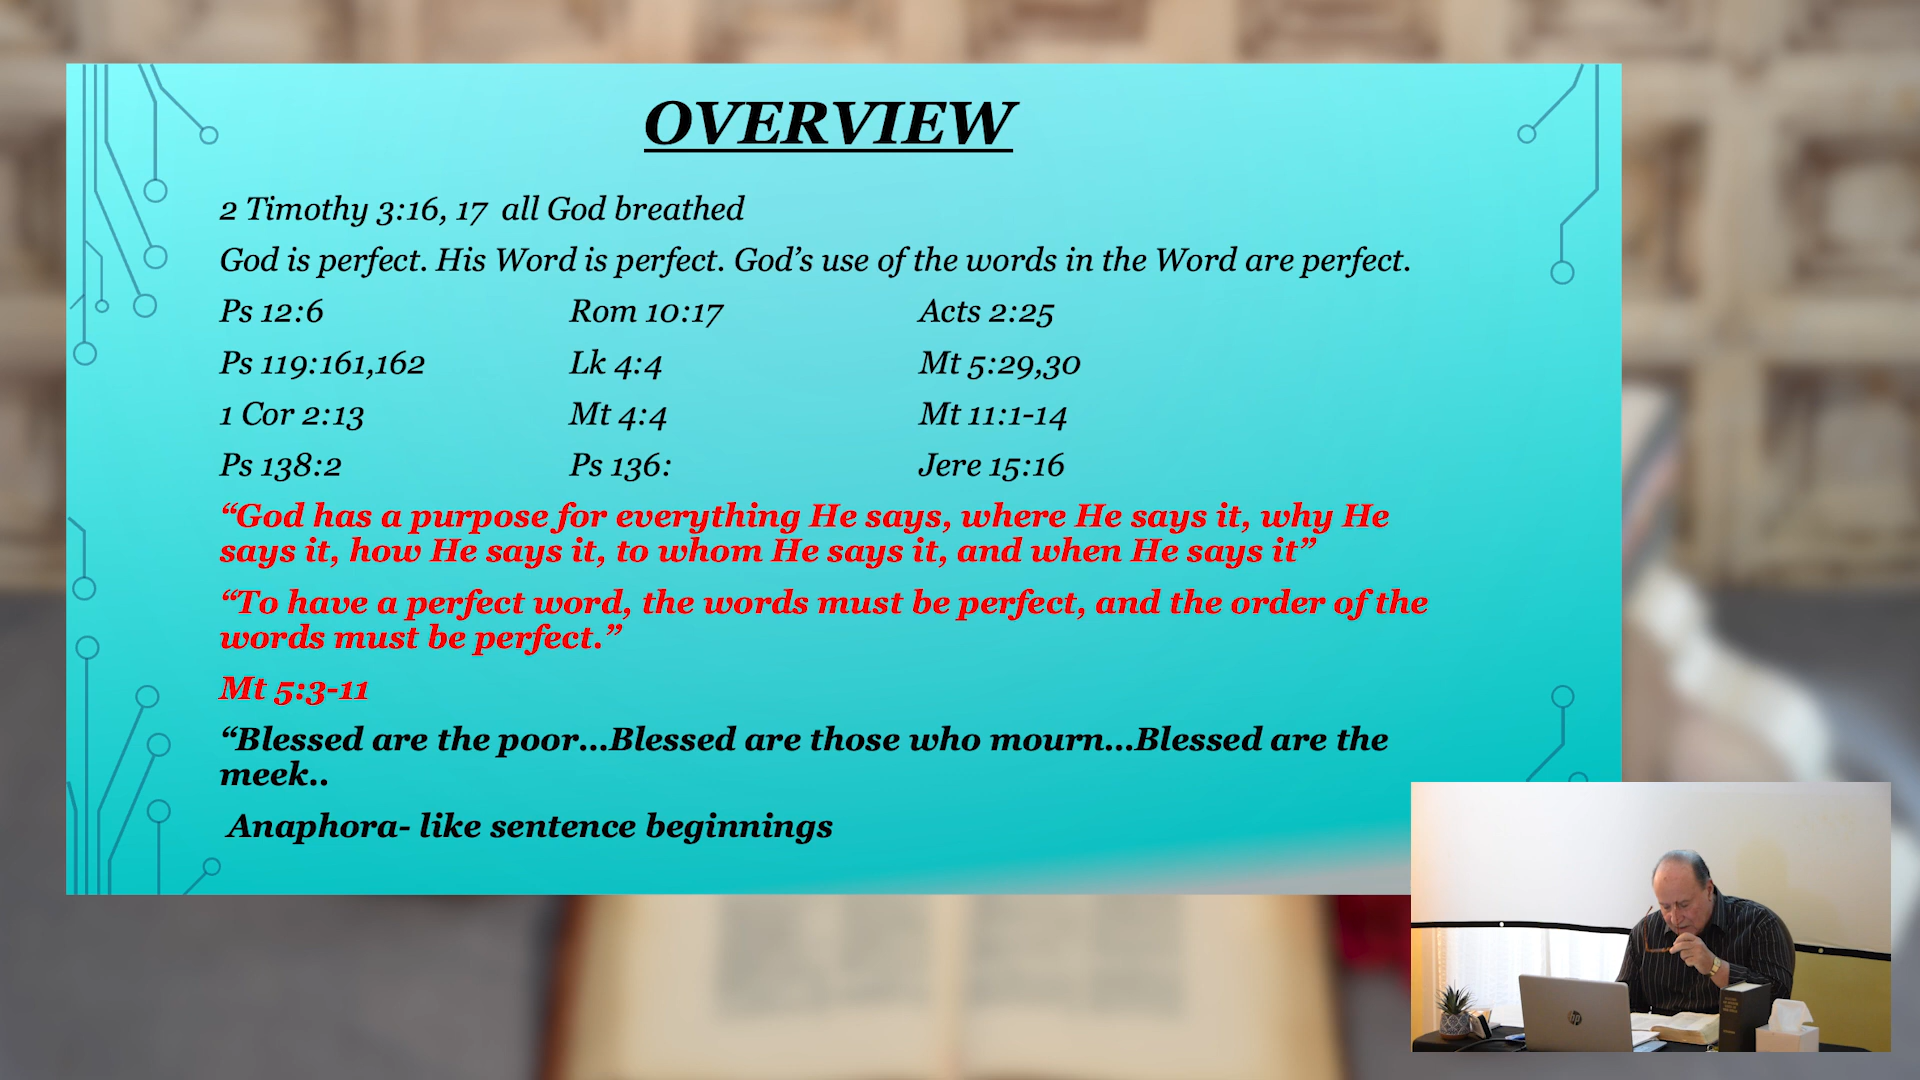 OVERVIEW
2 Timothy 3:16, 17 all God breathed
God is perfect. His Word is perfect. God’s use of the words in the Word are perfect.
Ps 12:6 Rom 10:17 Acts 2:25
Ps 119:161,162 Lk 4:4 Mt 5:29,30
1 Cor 2:13 Mt 4:4 Mt 11:1-14
Ps 138:2 Ps 136: Jere 15:16
“God has a purpose for everything He says, where He says it, why He
says it, how He says it, to whom He says it, and when He says it”
“To have a perfect word, the words must be perfect, and the order of the
words must be perfect.”
Mt 5:3-11
“Blessed are the poor...Blessed are those who mourn...Blessed are the
meek..
Anaphora- like sentence beginnings
hp